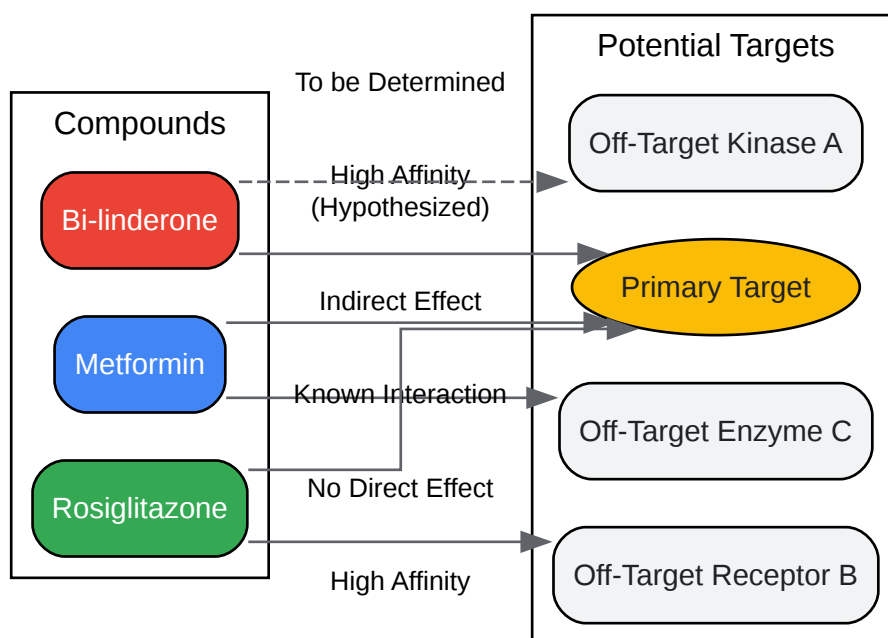 Compounds
Bi-linderone
Metformin
Rosiglitazone
To be Determined
High Affinity
(Hypothesized)
Indirect Effect
Known Interaction
No Direct Effect
High Affinity
Potential Targets
Off-Target Kinase A
Primary Target
Off-Target Enzyme C
Off-Target Receptor B